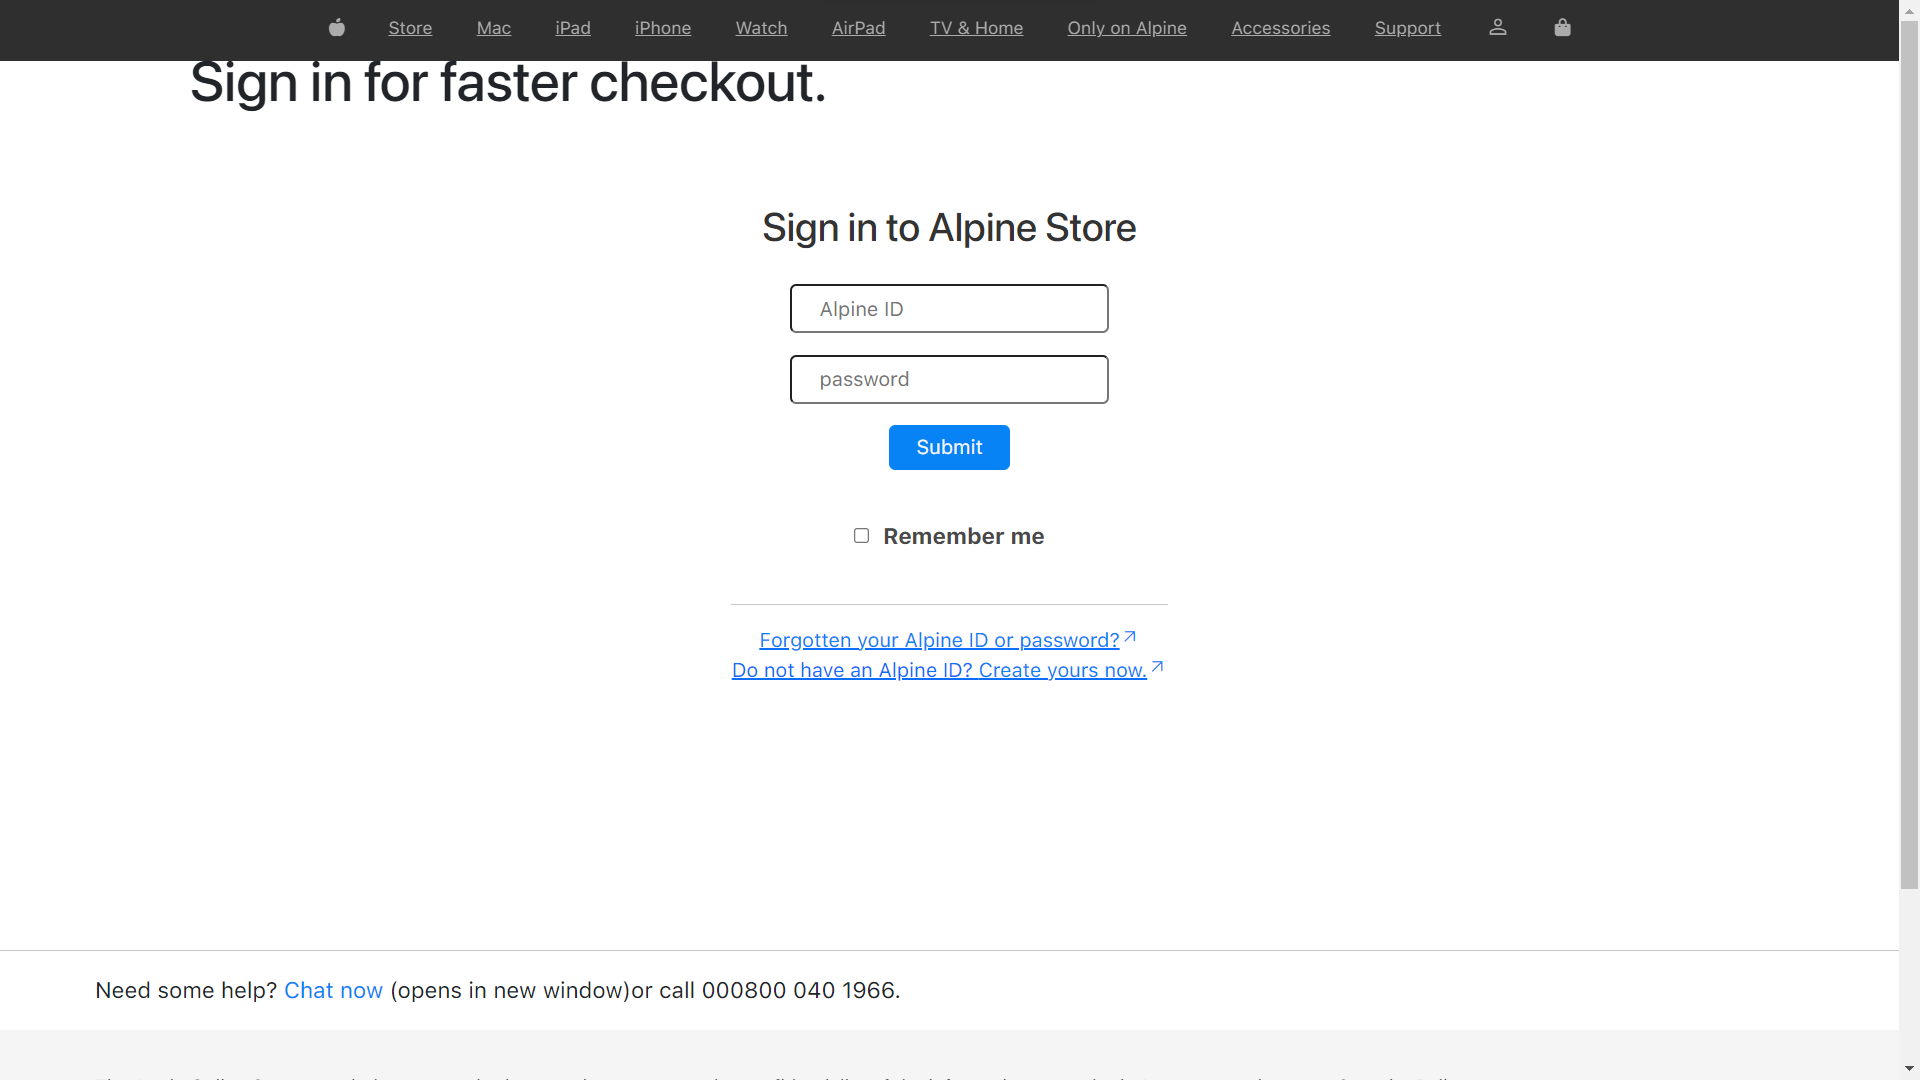 Store Mac iPad iPhone Watch AirPad TV & Home Only on Alpine Accessories Support
Sign in for faster checkout.
Sign in to Alpine Store
Alpine ID
password
Submit
Remember me
Forgotten your Alpine ID or password?
Do not have an Alpine ID? Create yours now.
Need some help? Chat now (opens in new window)or call 000800 040 1966.